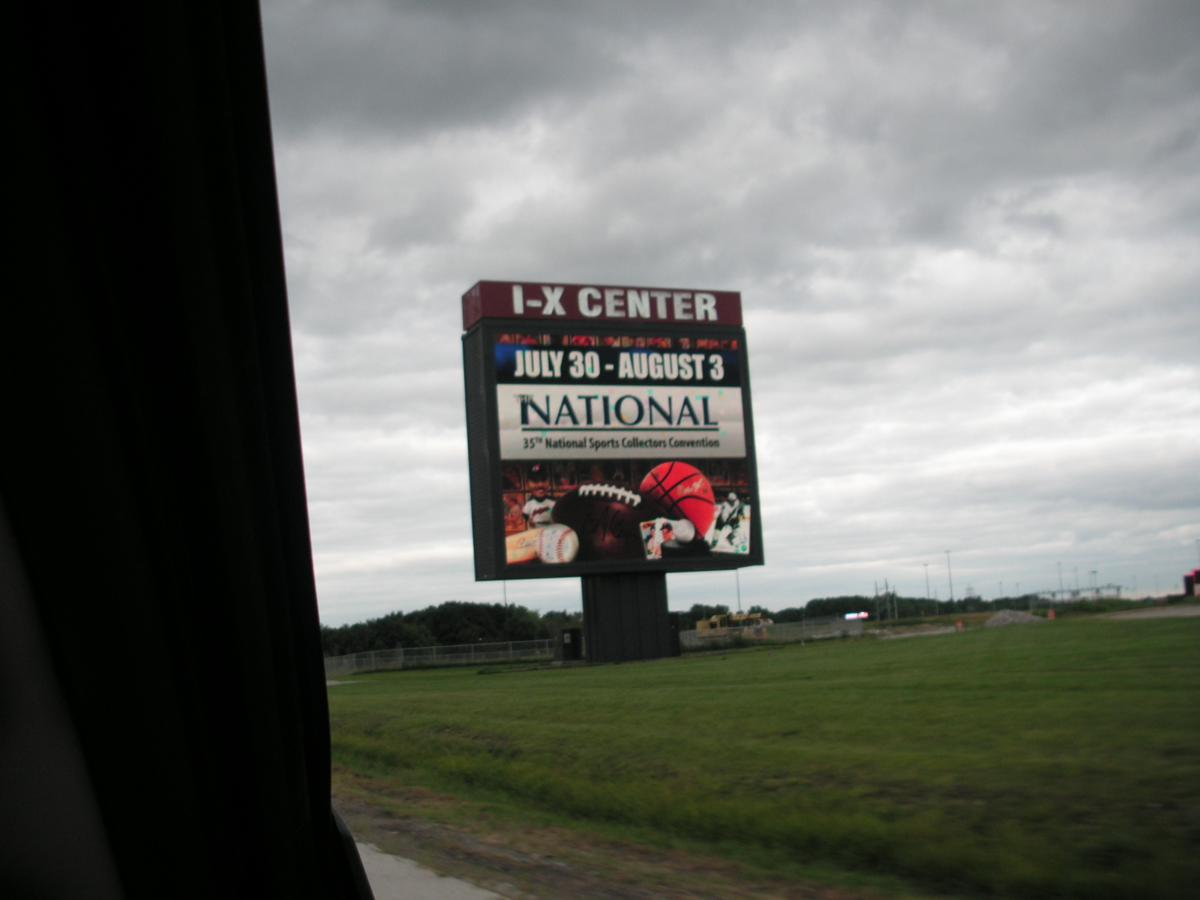 I-X CENTER
JULY 30 - AUGUST 3
THE
NATIONAL
35TH National Sports Collectors Convention